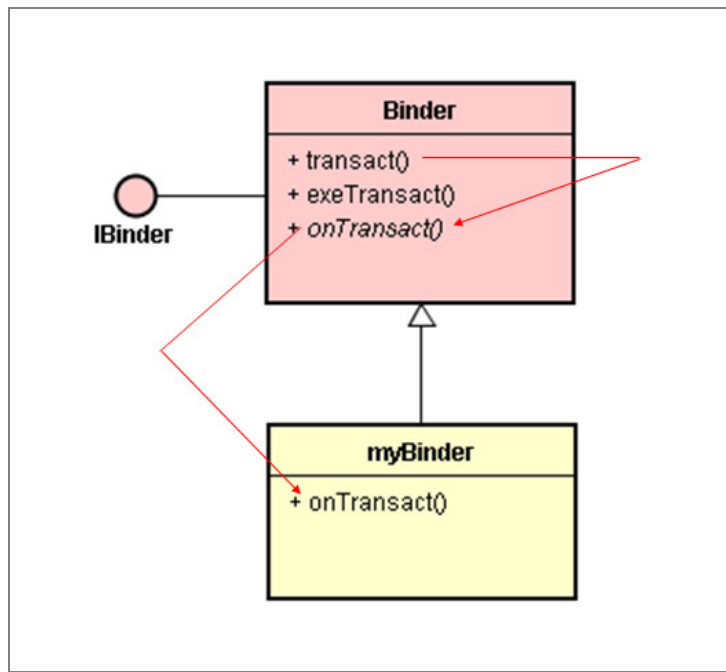 Binder
+ transact()
+ exeTransact()
+ onTransact()
IBinder
myBinder
+ onTransact()